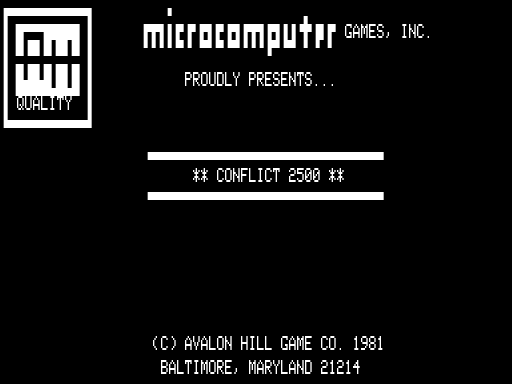 microcomputer GAMES, INC.
PROUDLY PRESENTS...
QUALITY
** CONFLICT 2500 **
(C) AVALON HILL GAME CO. 1981
BALTIMORE, MARYLAND 21214